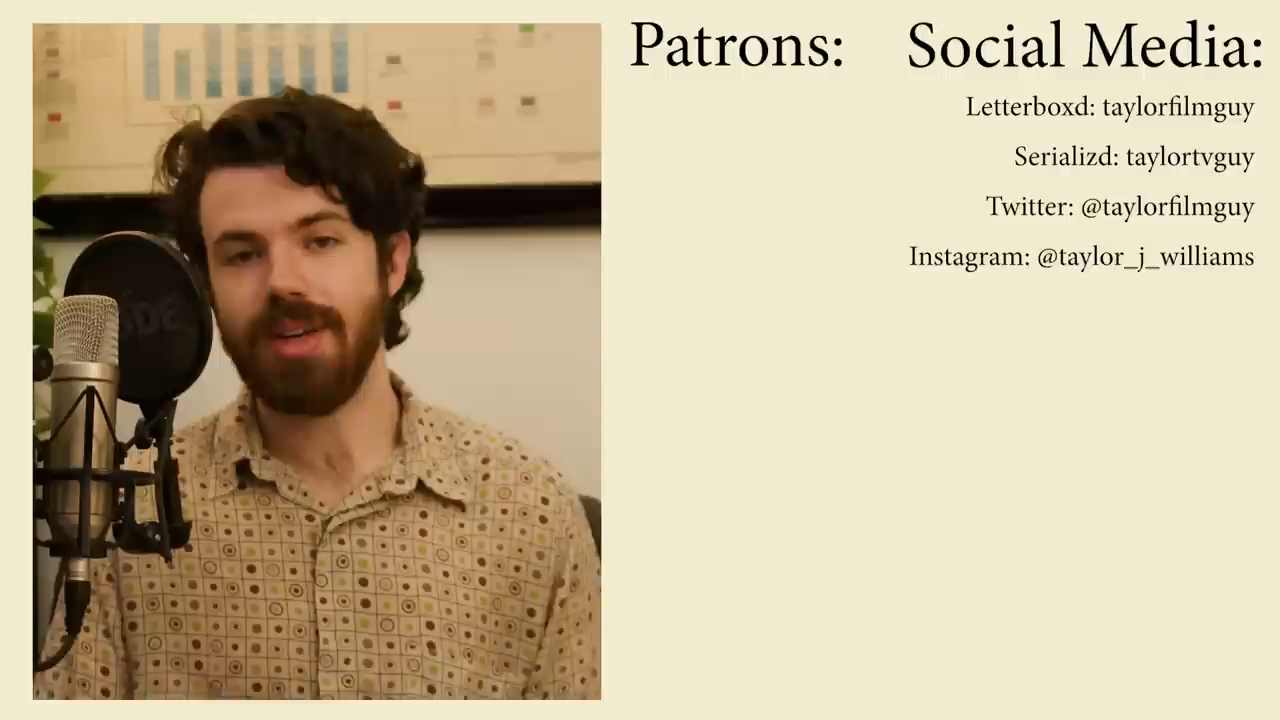 Patrons:
Social Media:
Letterboxd: taylorfilmguy
Serializd: taylortvguy
Twitter: @taylorfilmguy
Instagram: @taylor_j_williams